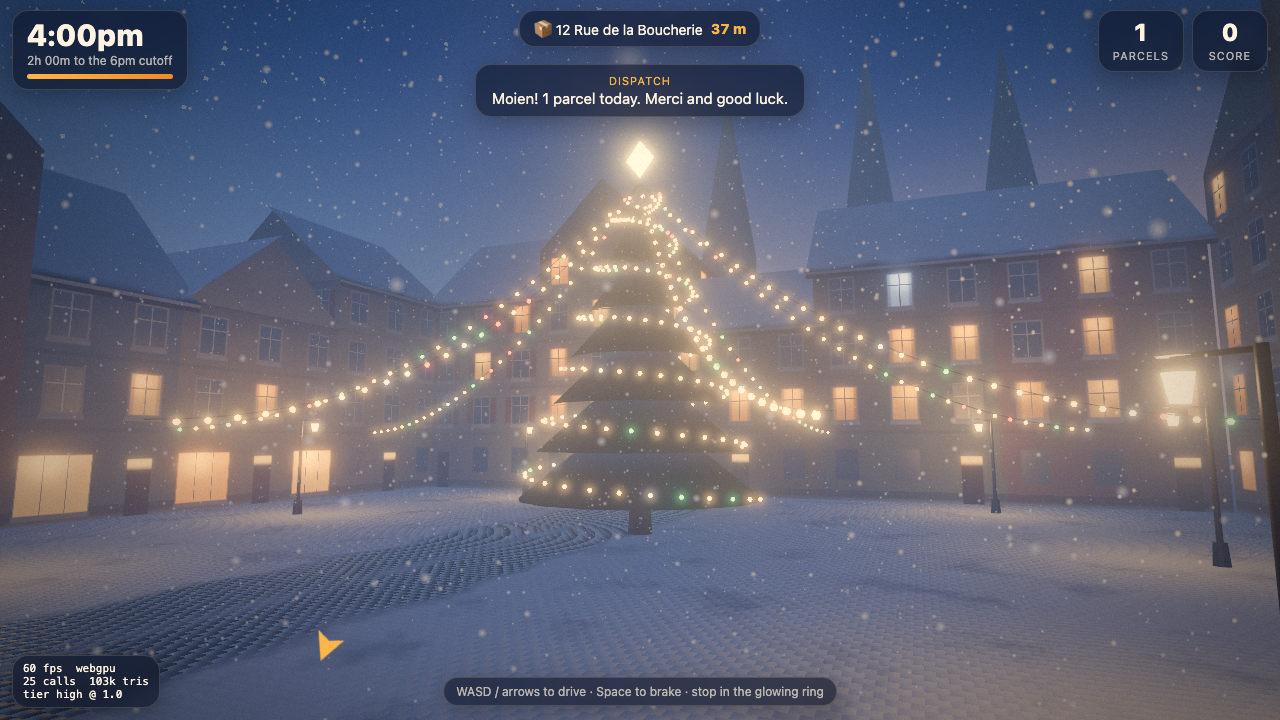 4:00pm
2h 00m to the 6pm cutoff
📦 12 Rue de la Boucherie 37 m
DISPATCH
Moien! 1 parcel today. Merci and good luck.
1
PARCELS
0
SCORE
60 fps webgpu
25 calls 103k tris
tier high @ 1.0
WASD / arrows to drive · Space to brake · stop in the glowing ring